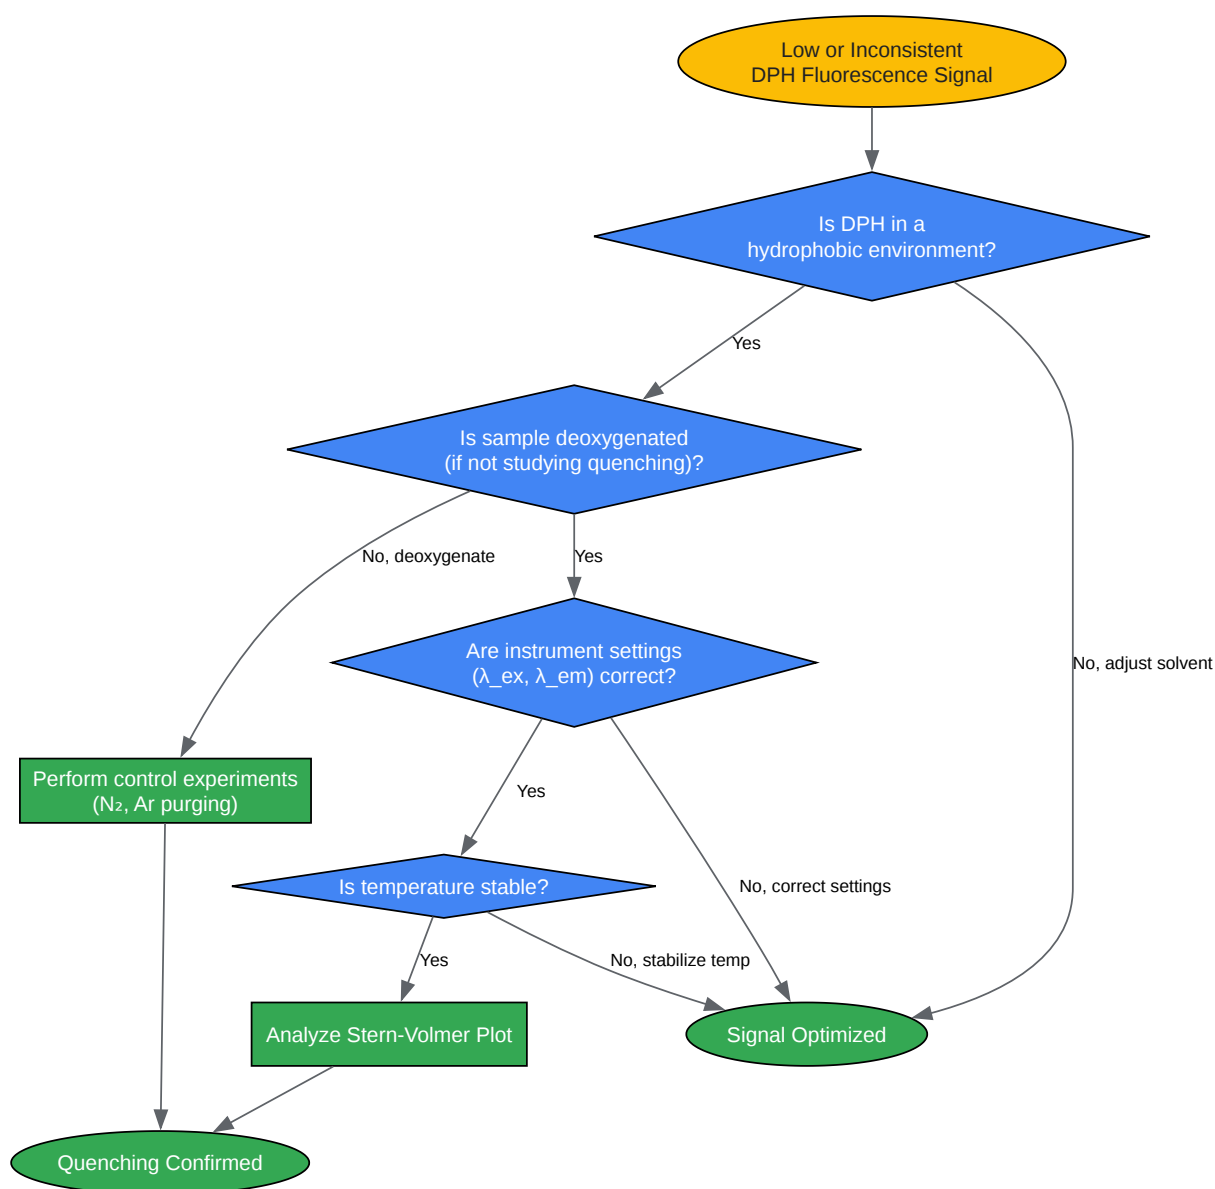 Low or Inconsistent
DPH Fluorescence Signal
Is DPH in a
hydrophobic environment?
Yes
Is sample deoxygenated
(if not studying quenching)?
No, deoxygenate
Yes
Are instrument settings
(λ_ex, λ_em) correct?
No, adjust solvent
Perform control experiments
(N₂, Ar purging)
Yes
Is temperature stable?
No, correct settings
Yes
No, stabilize temp
Analyze Stern-Volmer Plot
Signal Optimized
Quenching Confirmed